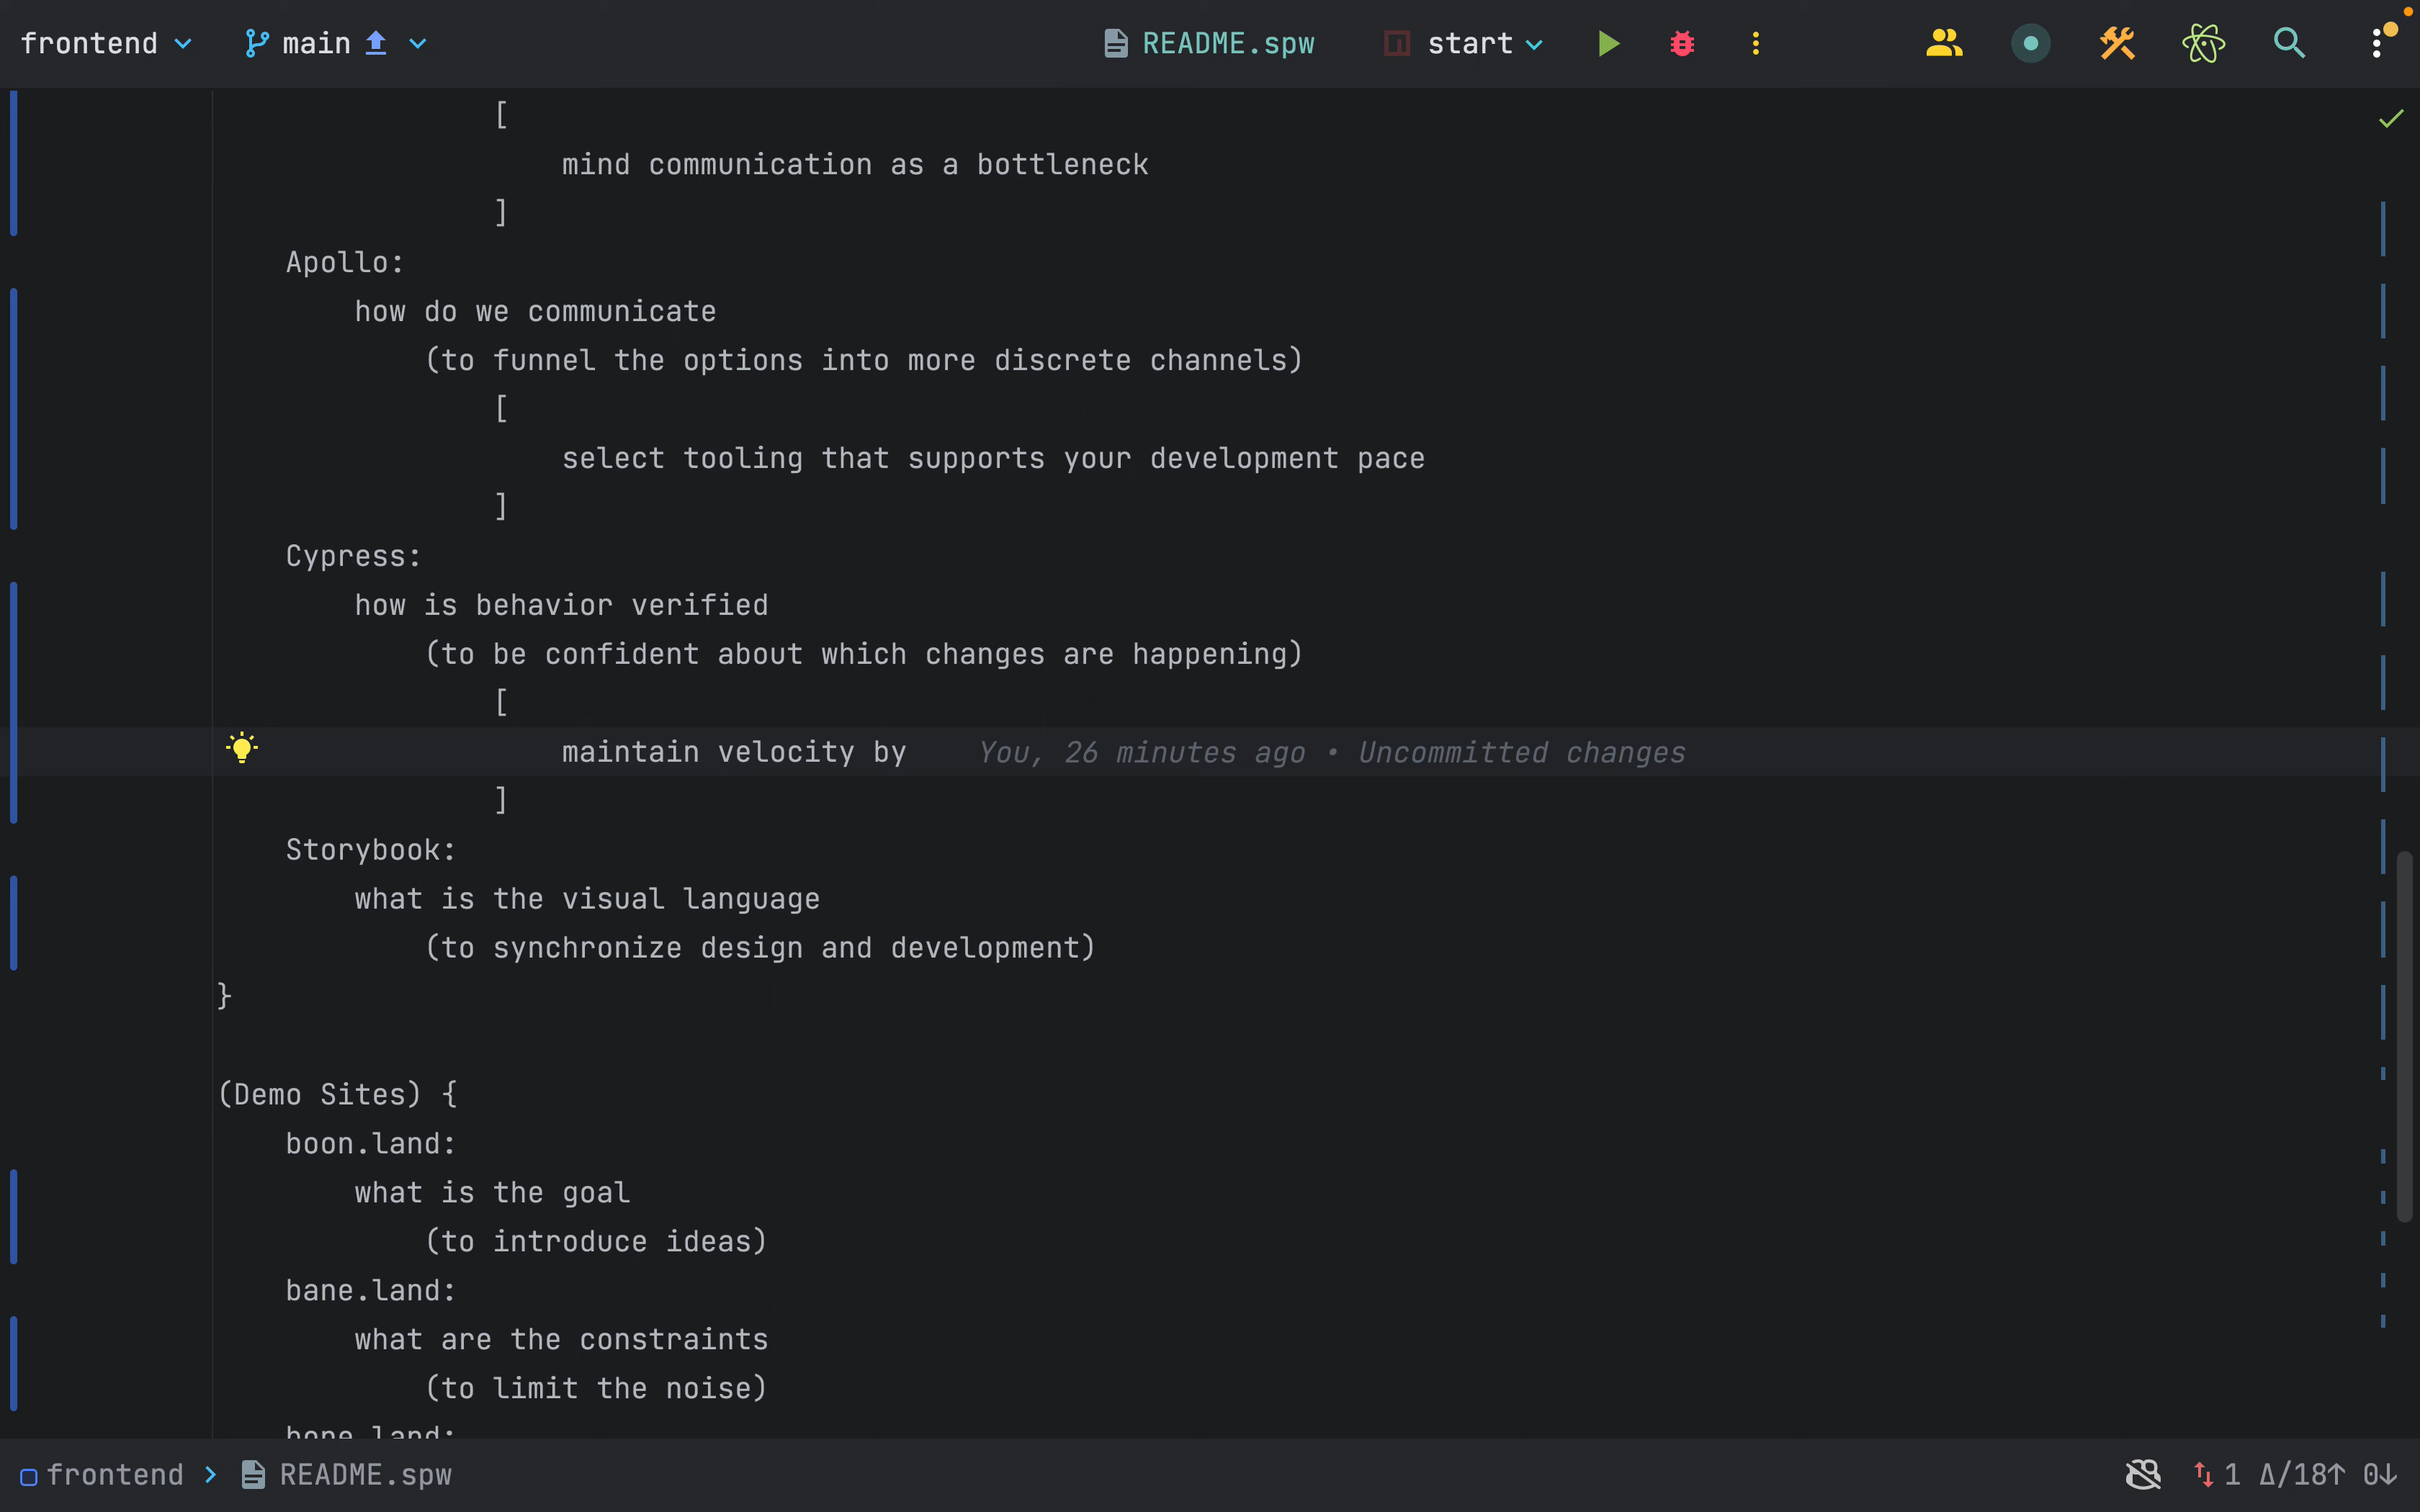 frontend main README.spw start
[
mind communication as a bottleneck
]
Apollo:
how do we communicate
(to funnel the options into more discrete channels)
[
select tooling that supports your development pace
]
Cypress:
how is behavior verified
(to be confident about which changes are happening)
[
maintain velocity by You, 26 minutes ago • Uncommitted changes
]
Storybook:
what is the visual language
(to synchronize design and development)
}
(Demo Sites) {
boon.land:
what is the goal
(to introduce ideas)
bane.land:
what are the constraints
(to limit the noise)
bone.land:
frontend > README.spw 1 Δ/18↑ 0↓